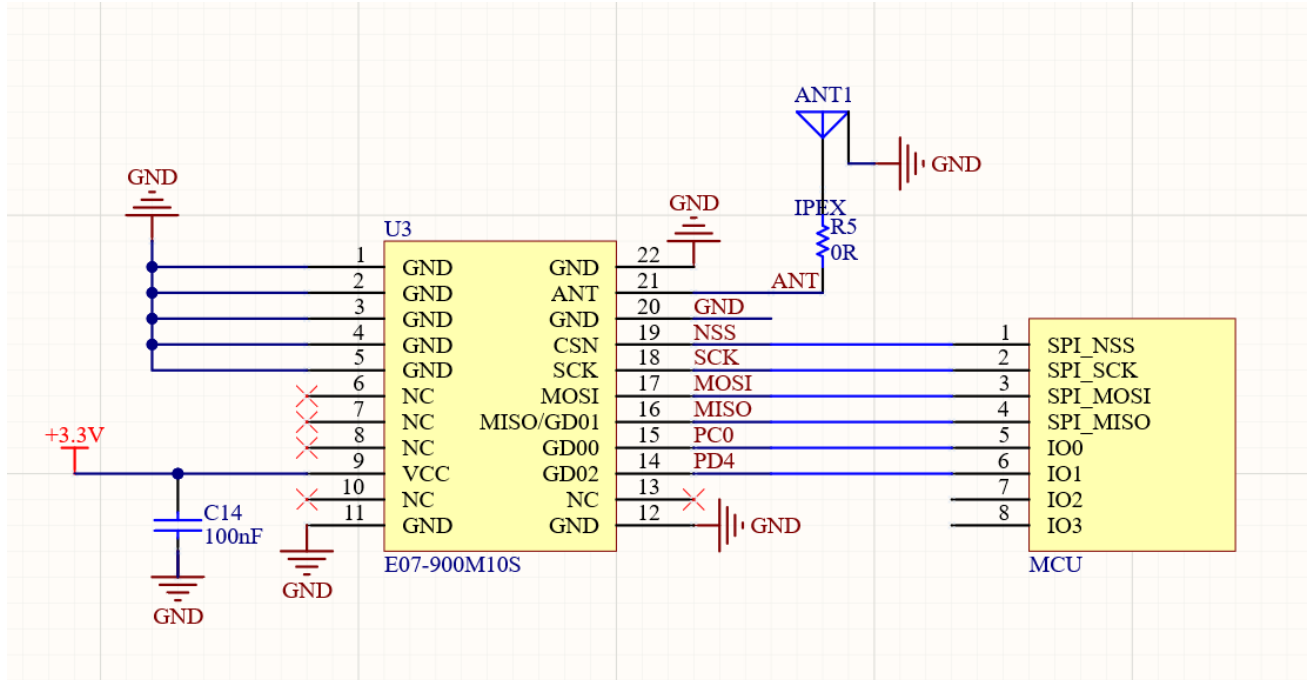 ANT1
GND
GND
IPEX
R5
0R
GND
U3
1 GND GND 22
2 GND ANT 21 ANT
3 GND GND 20 GND
4 GND CSN 19 NSS 1 SPI_NSS
5 GND SCK 18 SCK 2 SPI_SCK
6 NC MOSI 17 MOSI 3 SPI_MOSI
7 NC MISO/GD01 16 MISO 4 SPI_MISO
8 NC GD00 15 PC0 5 IO0
+3.3V
9 VCC GD02 14 PD4 6 IO1
10 NC NC 13 7 IO2
11 GND GND 12 GND 8 IO3
C14
100nF
E07-900M10S
MCU
GND
GND